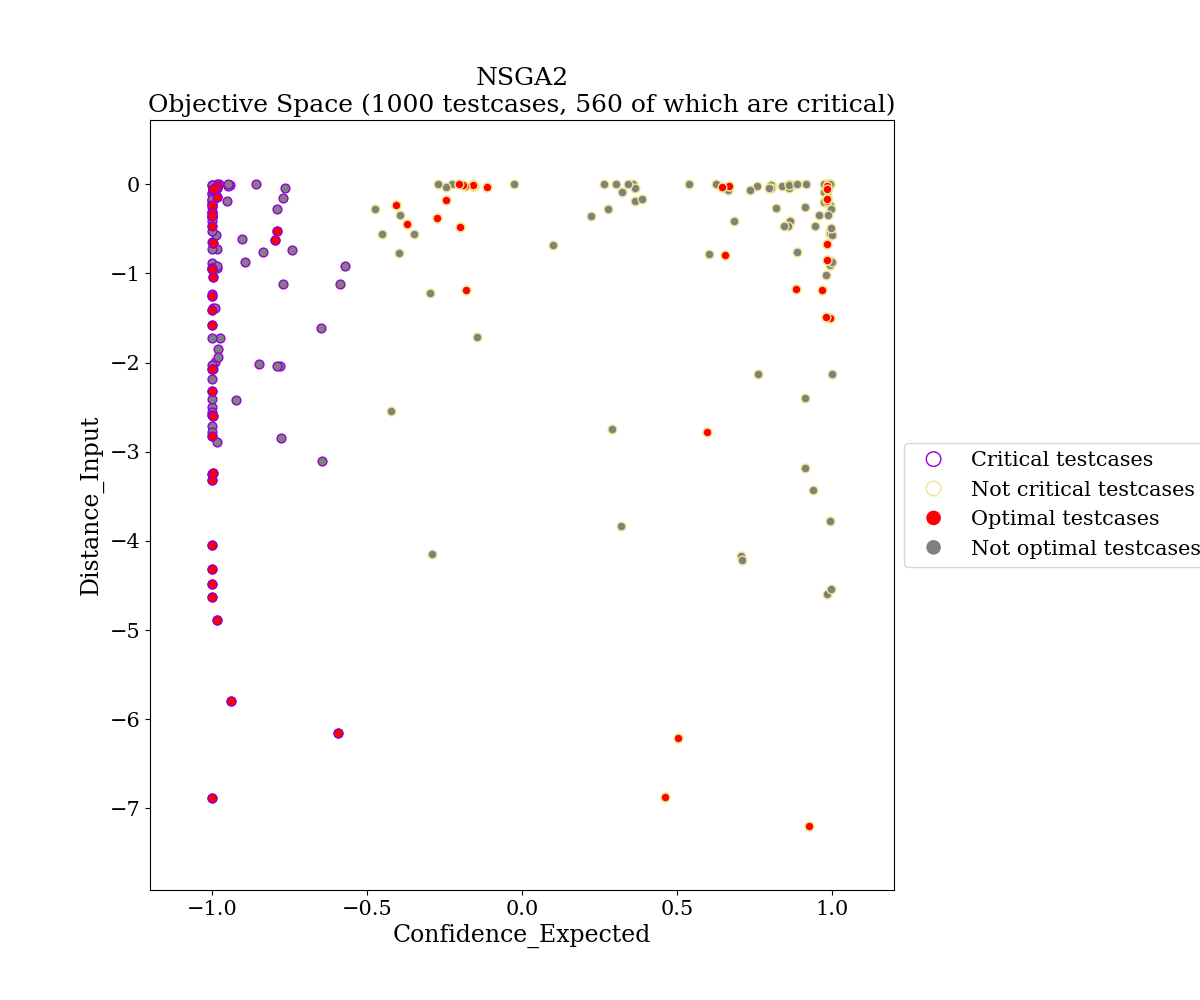 NSGA2
Objective Space (1000 testcases, 560 of which are critical)
0
−1
−2
−3
−4
−5
−6
−7
Distance_Input
−1.0
−0.5
0.0
0.5
1.0
Confidence_Expected
Critical testcases
Not critical testcases
Optimal testcases
Not optimal testcases